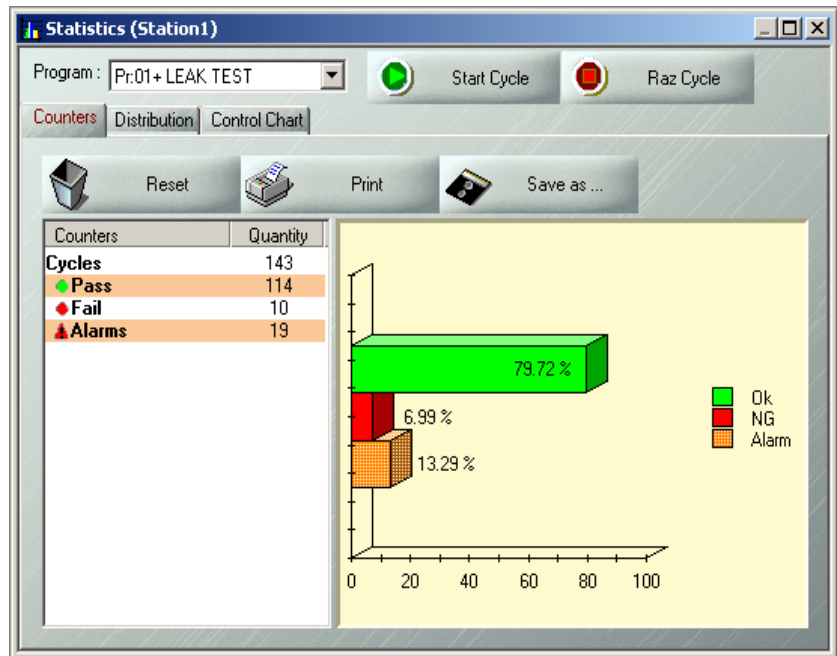 Statistics (Station1)
Program : Pr:01+ LEAK TEST Start Cycle Raz Cycle
Counters Distribution Control Chart
Reset Print Save as ...
Counters Quantity
Cycles 143
Pass 114
Fail 10
Alarms 19
79.72 %
6.99 %
13.29 %
Ok
NG
Alarm
0 20 40 60 80 100